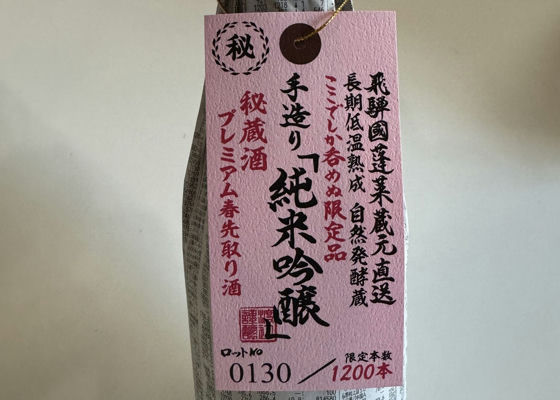 飛騨國蓬莱蔵元直送
長期低温熟成 自然発酵蔵
ここでしか呑めぬ限定品
手造り「純米吟醸」
秘蔵酒
プレミアム春先取り酒
秘
ロットNO
0130
限定本数
1200本